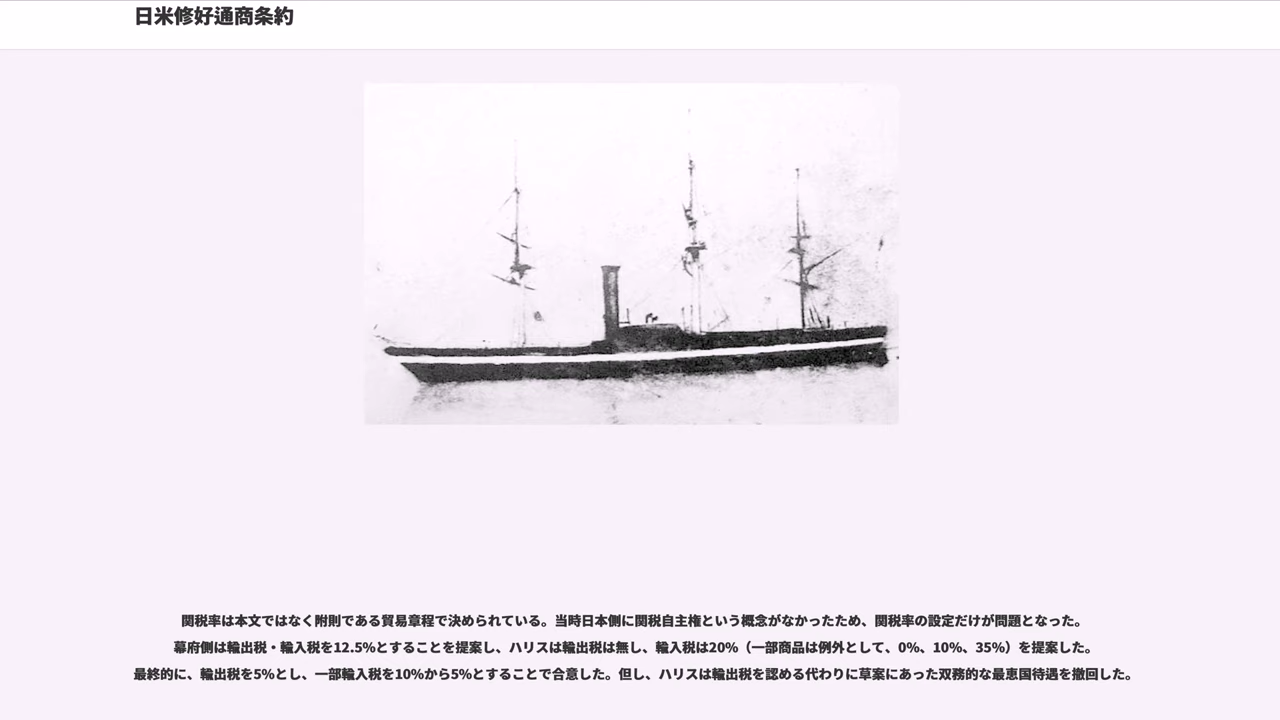 日米修好通商条約
関税率は本文ではなく附則である貿易章程で決められている。当時日本側に関税自主権という概念がなかったため、関税率の設定だけが問題となった。
幕府側は輸出税・輸入税を12.5%とすることを提案し、ハリスは輸出税は無し、輸入税は20%（一部商品は例外として、0%、10%、35%）を提案した。
最終的に、輸出税を5%とし、一部輸入税を10%から5%とすることで合意した。但し、ハリスは輸出税を認める代わりに草案にあった双務的な最恵国待遇を撤回した。